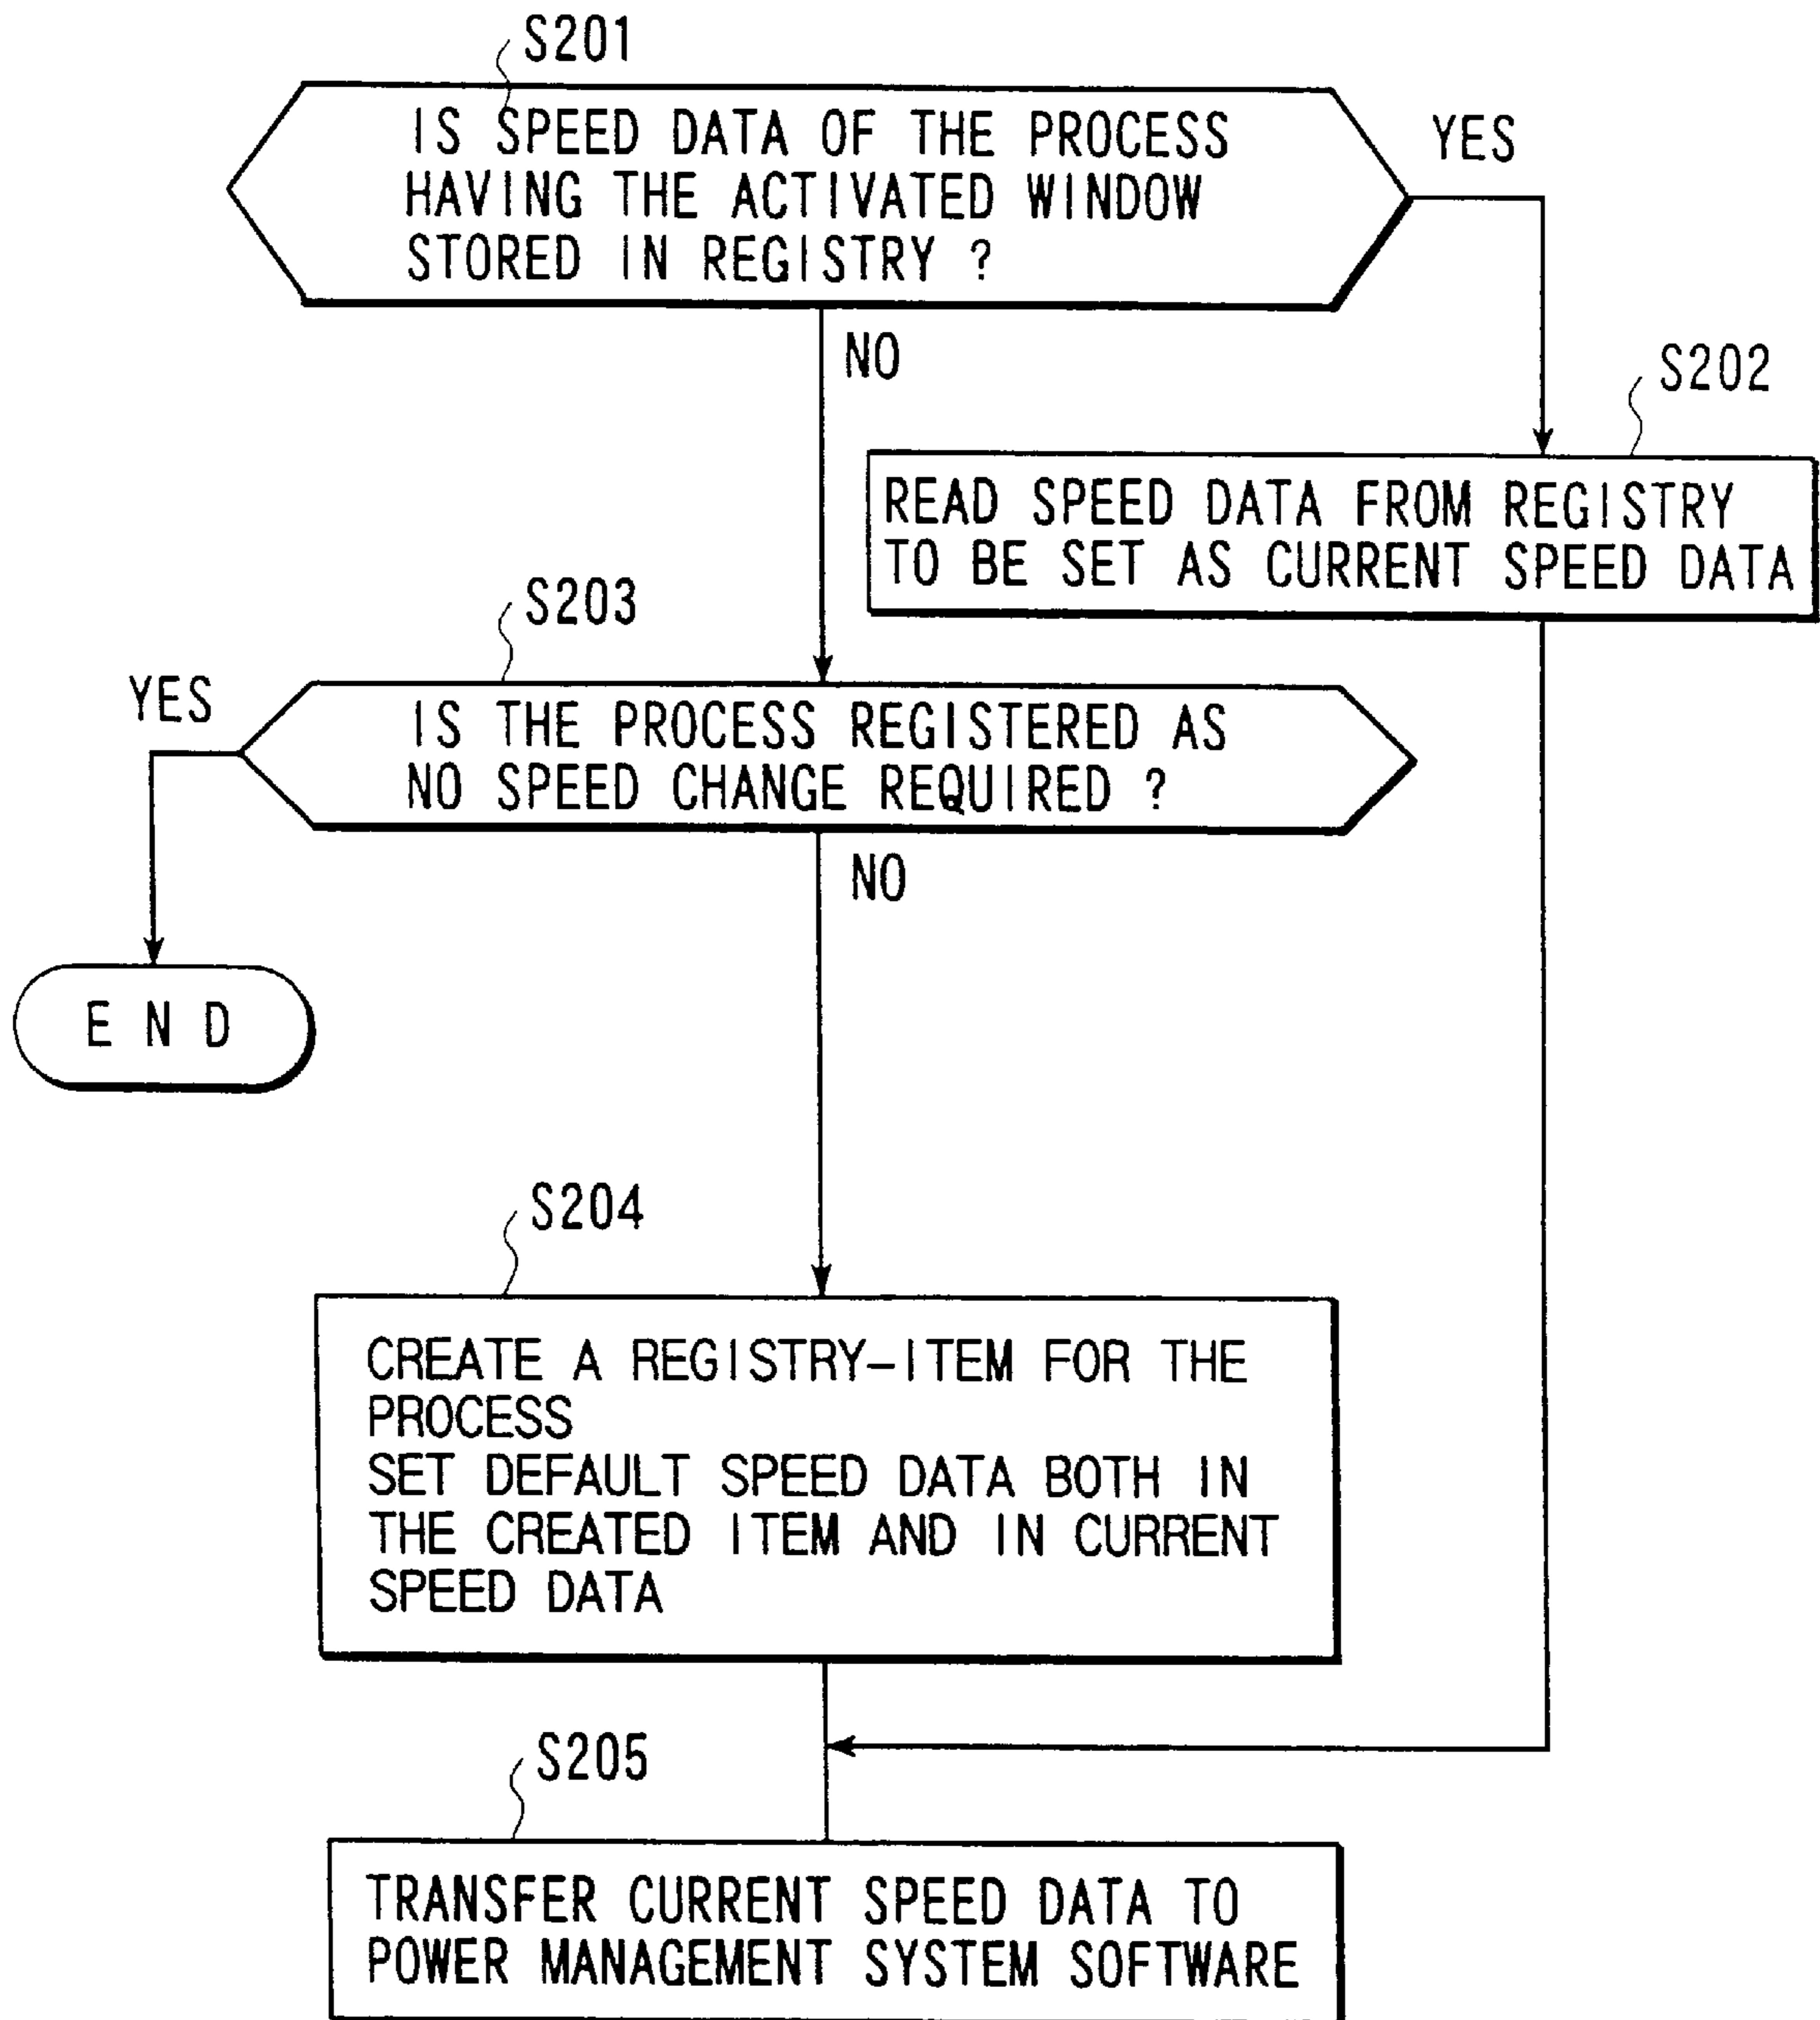 S201
IS SPEED DATA OF THE PROCESS
HAVING THE ACTIVATED WINDOW
STORED IN REGISTRY ?
YES
NO
S202
READ SPEED DATA FROM REGISTRY
TO BE SET AS CURRENT SPEED DATA
S203
YES
IS THE PROCESS REGISTERED AS
NO SPEED CHANGE REQUIRED ?
NO
END
S204
CREATE A REGISTRY-ITEM FOR THE
PROCESS
SET DEFAULT SPEED DATA BOTH IN
THE CREATED ITEM AND IN CURRENT
SPEED DATA
S205
TRANSFER CURRENT SPEED DATA TO
POWER MANAGEMENT SYSTEM SOFTWARE